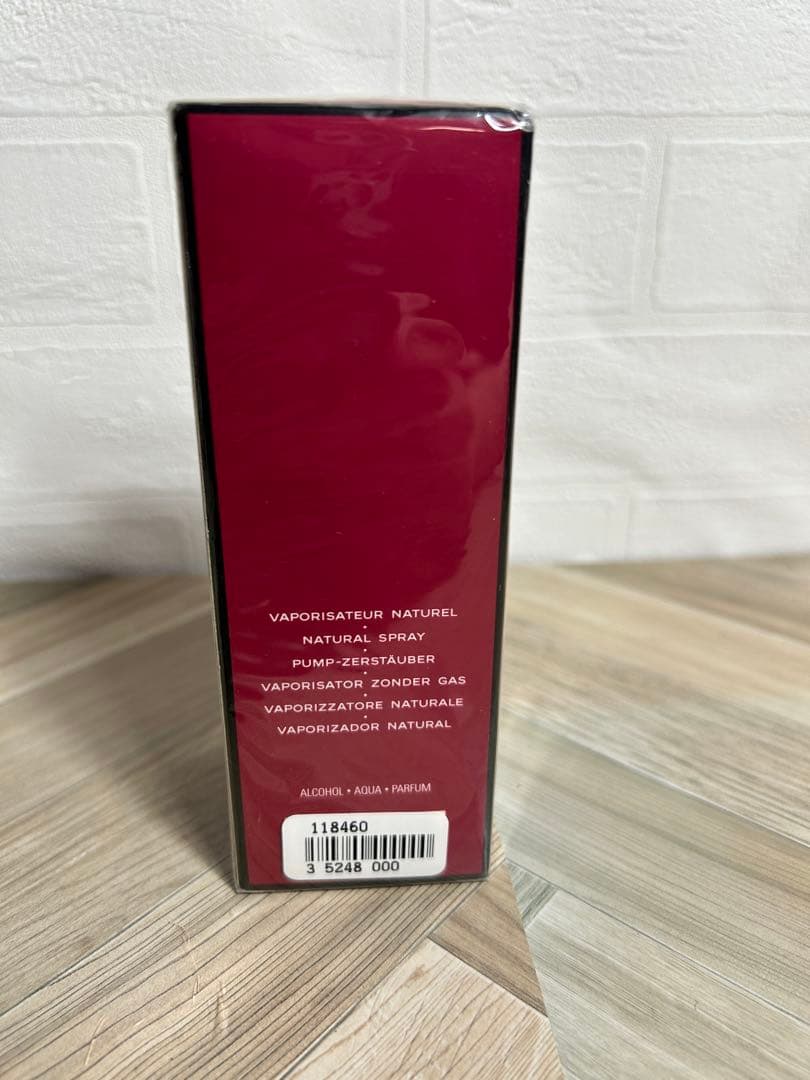 VAPORISATEUR NATUREL
•
NATURAL SPRAY
•
PUMP-ZERSTÄUBER
•
VAPORISATOR ZONDER GAS
•
VAPORIZZATORE NATURALE
•
VAPORIZADOR NATURAL
ALCOHOL • AQUA • PARFUM
118460
3 5248 000